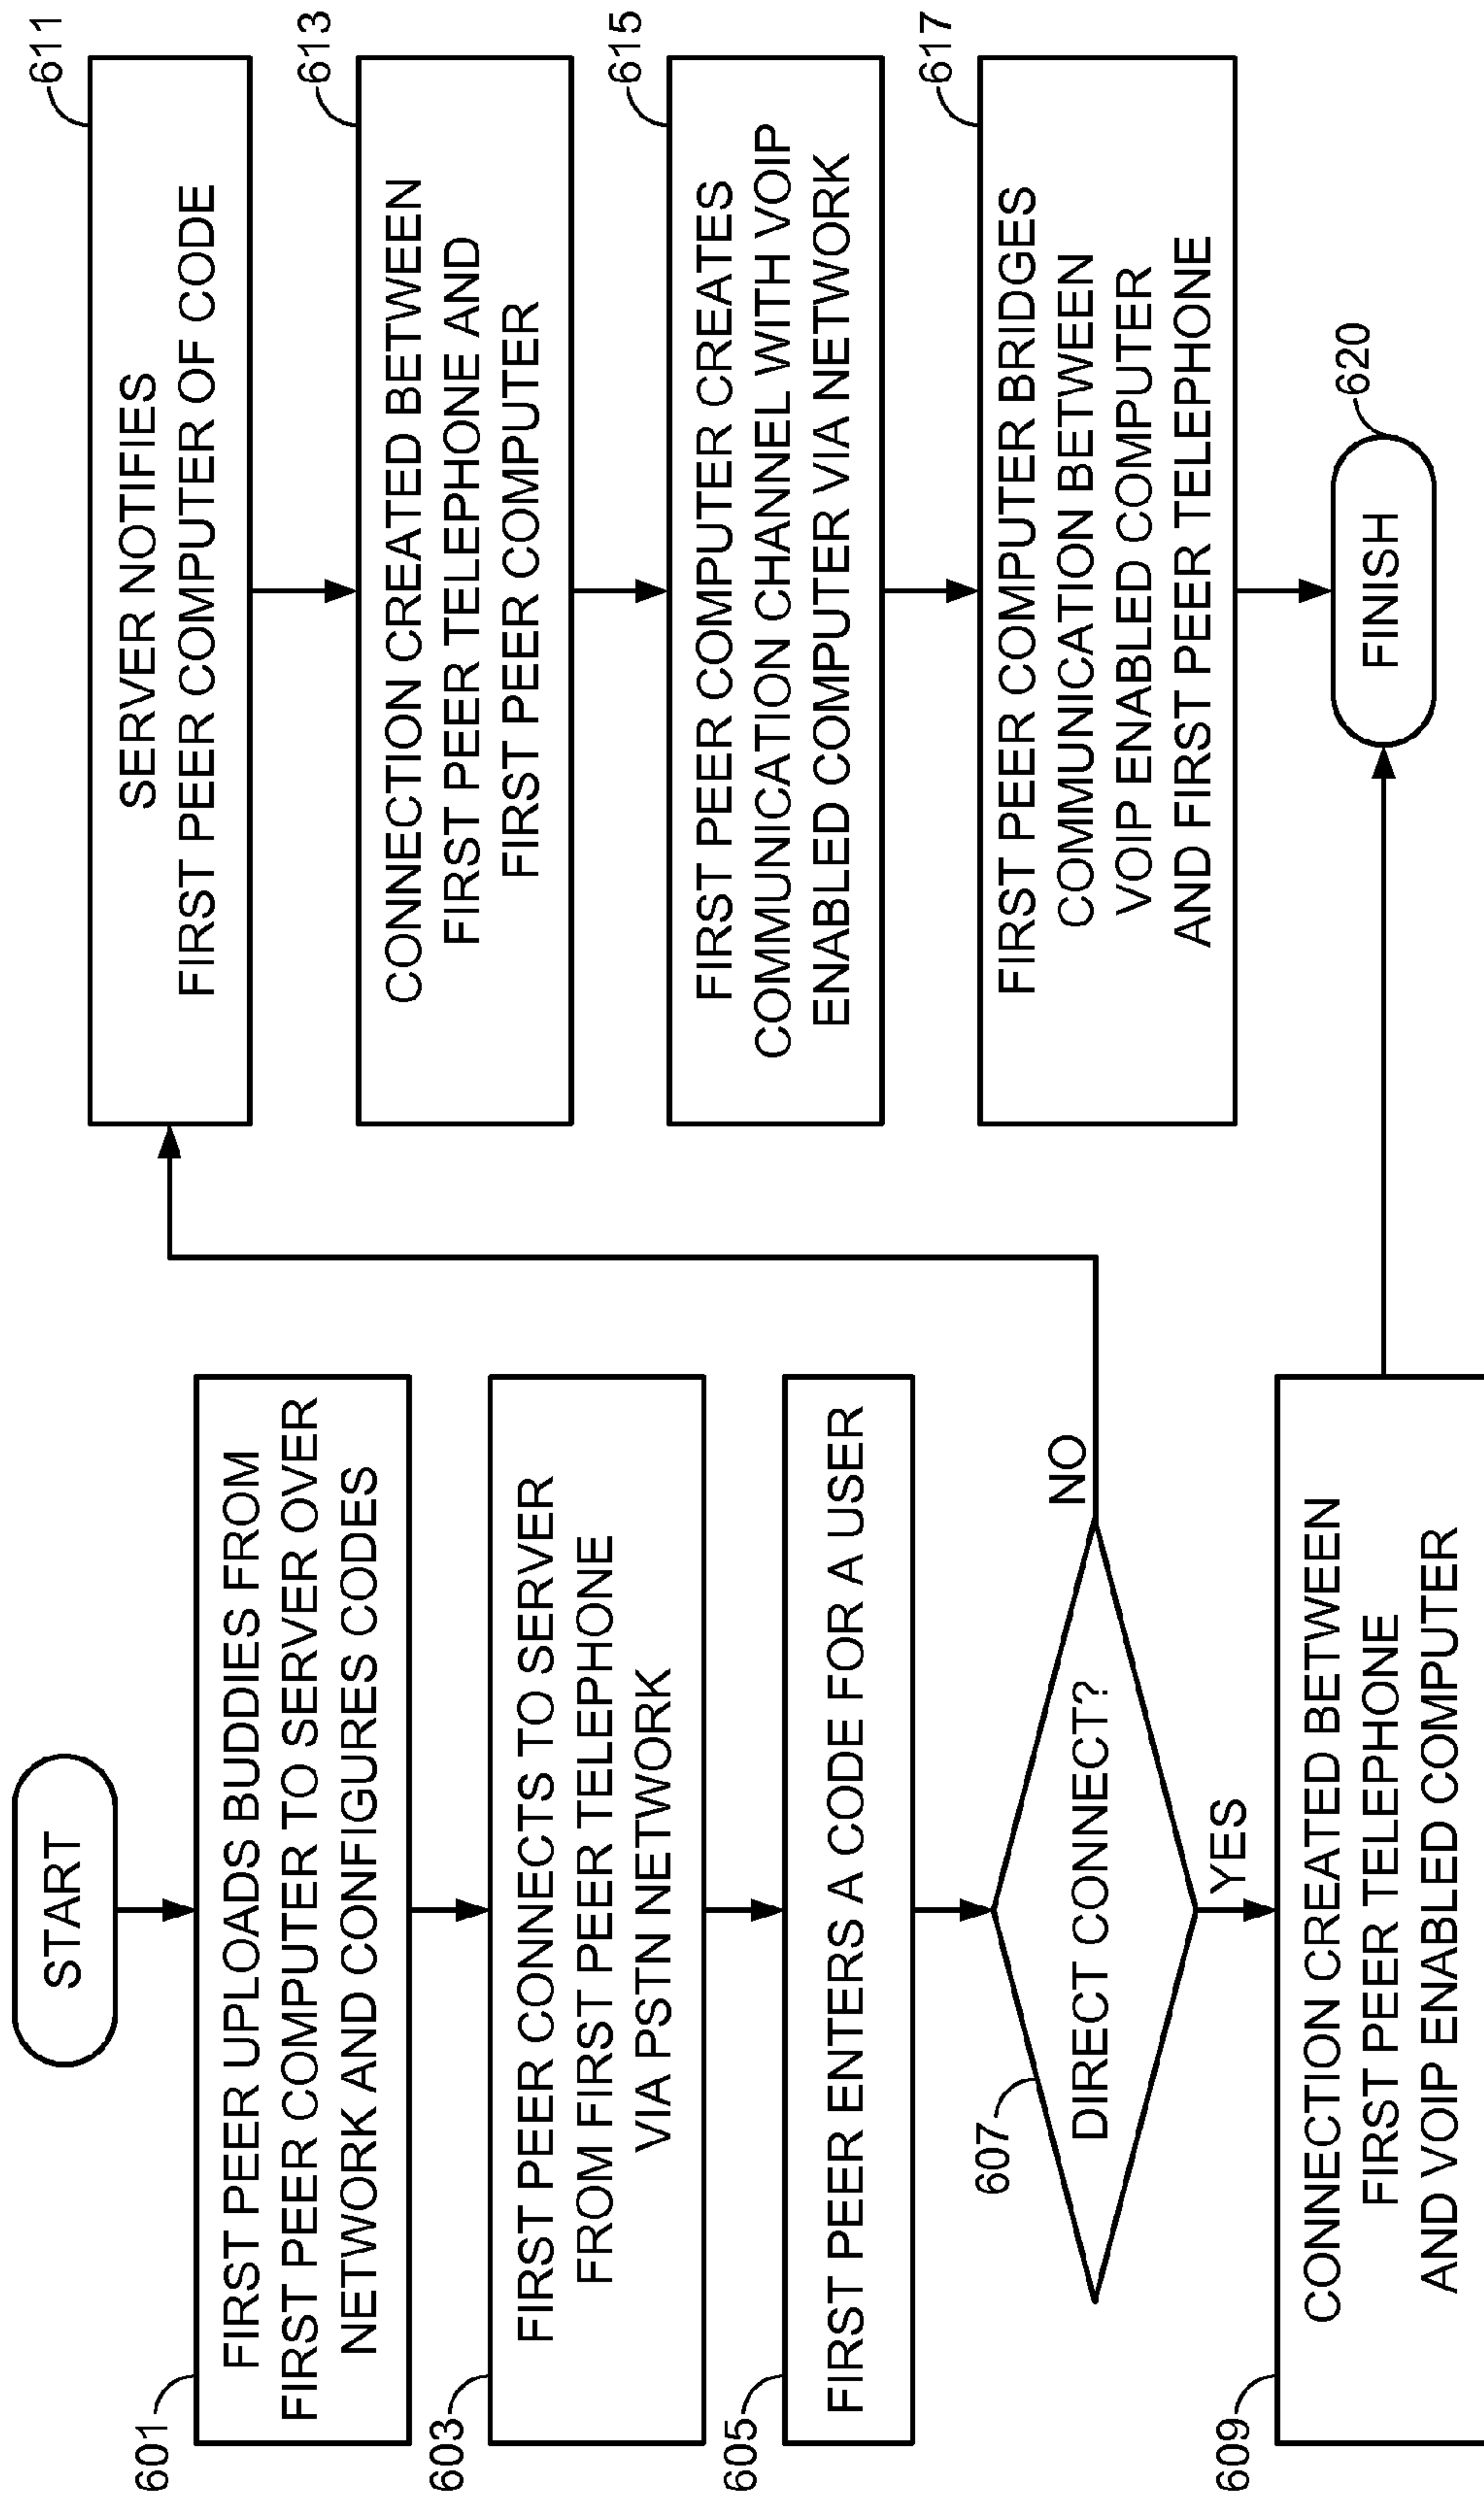 START
601
FIRST PEER UPLOADS BUDDIES FROM
FIRST PEER COMPUTER TO SERVER OVER
NETWORK AND CONFIGURES CODES
603
FIRST PEER CONNECTS TO SERVER
FROM FIRST PEER TELEPHONE
VIA PSTN NETWORK
605
FIRST PEER ENTERS A CODE FOR A USER
607
DIRECT CONNECT?
NO
YES
609
CONNECTION CREATED BETWEEN
FIRST PEER TELEPHONE
AND VOIP ENABLED COMPUTER
611
SERVER NOTIFIES
FIRST PEER COMPUTER OF CODE
613
CONNECTION CREATED BETWEEN
FIRST PEER TELEPHONE AND
FIRST PEER COMPUTER
615
FIRST PEER COMPUTER CREATES
COMMUNICATION CHANNEL WITH VOIP
ENABLED COMPUTER VIA NETWORK
617
FIRST PEER COMPUTER BRIDGES
COMMUNICATION BETWEEN
VOIP ENABLED COMPUTER
AND FIRST PEER TELEPHONE
620
FINISH